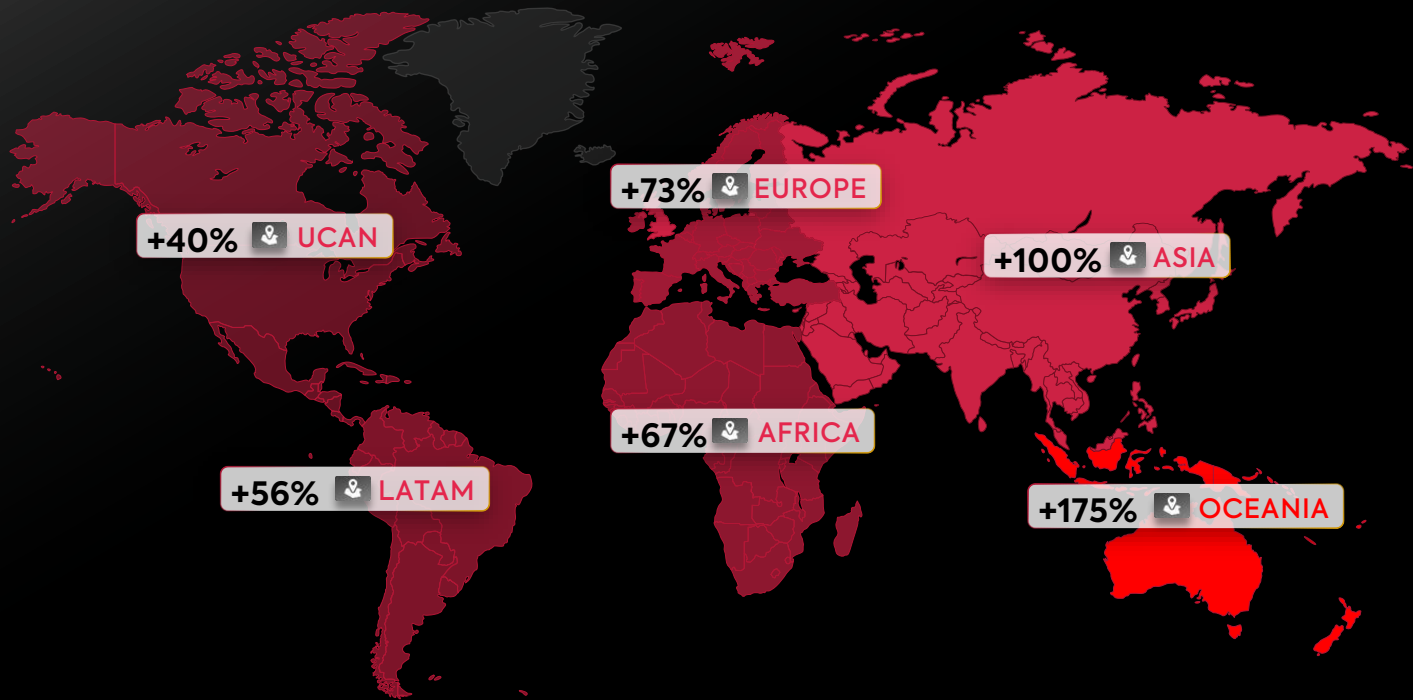 +73% EUROPE
+40% UCAN
+100% ASIA
+67% AFRICA
+56% LATAM
+175% OCEANIA